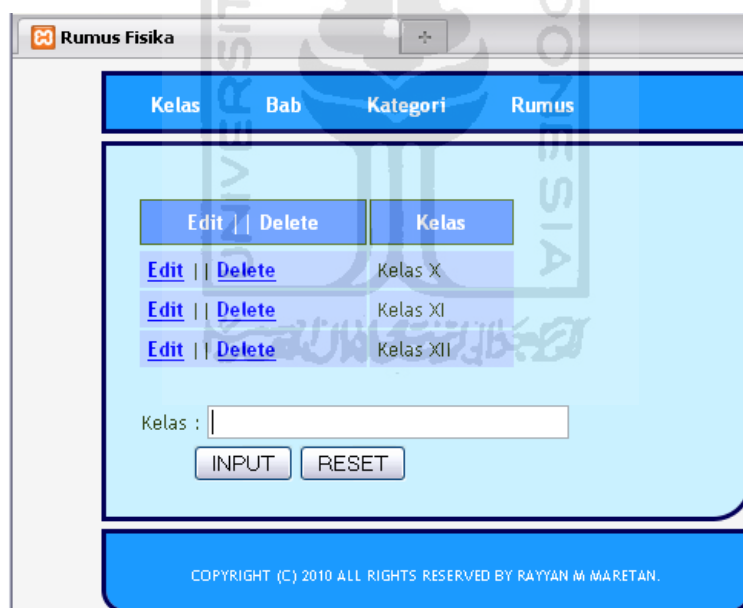 Rumus Fisika
Kelas Bab Kategori Rumus
Edit || Delete Kelas
Edit || Delete Kelas X
Edit || Delete Kelas XI
Edit || Delete Kelas XII
Kelas :
INPUT RESET
COPYRIGHT (C) 2010 ALL RIGHTS RESERVED BY RAYYAN M MARETAN.